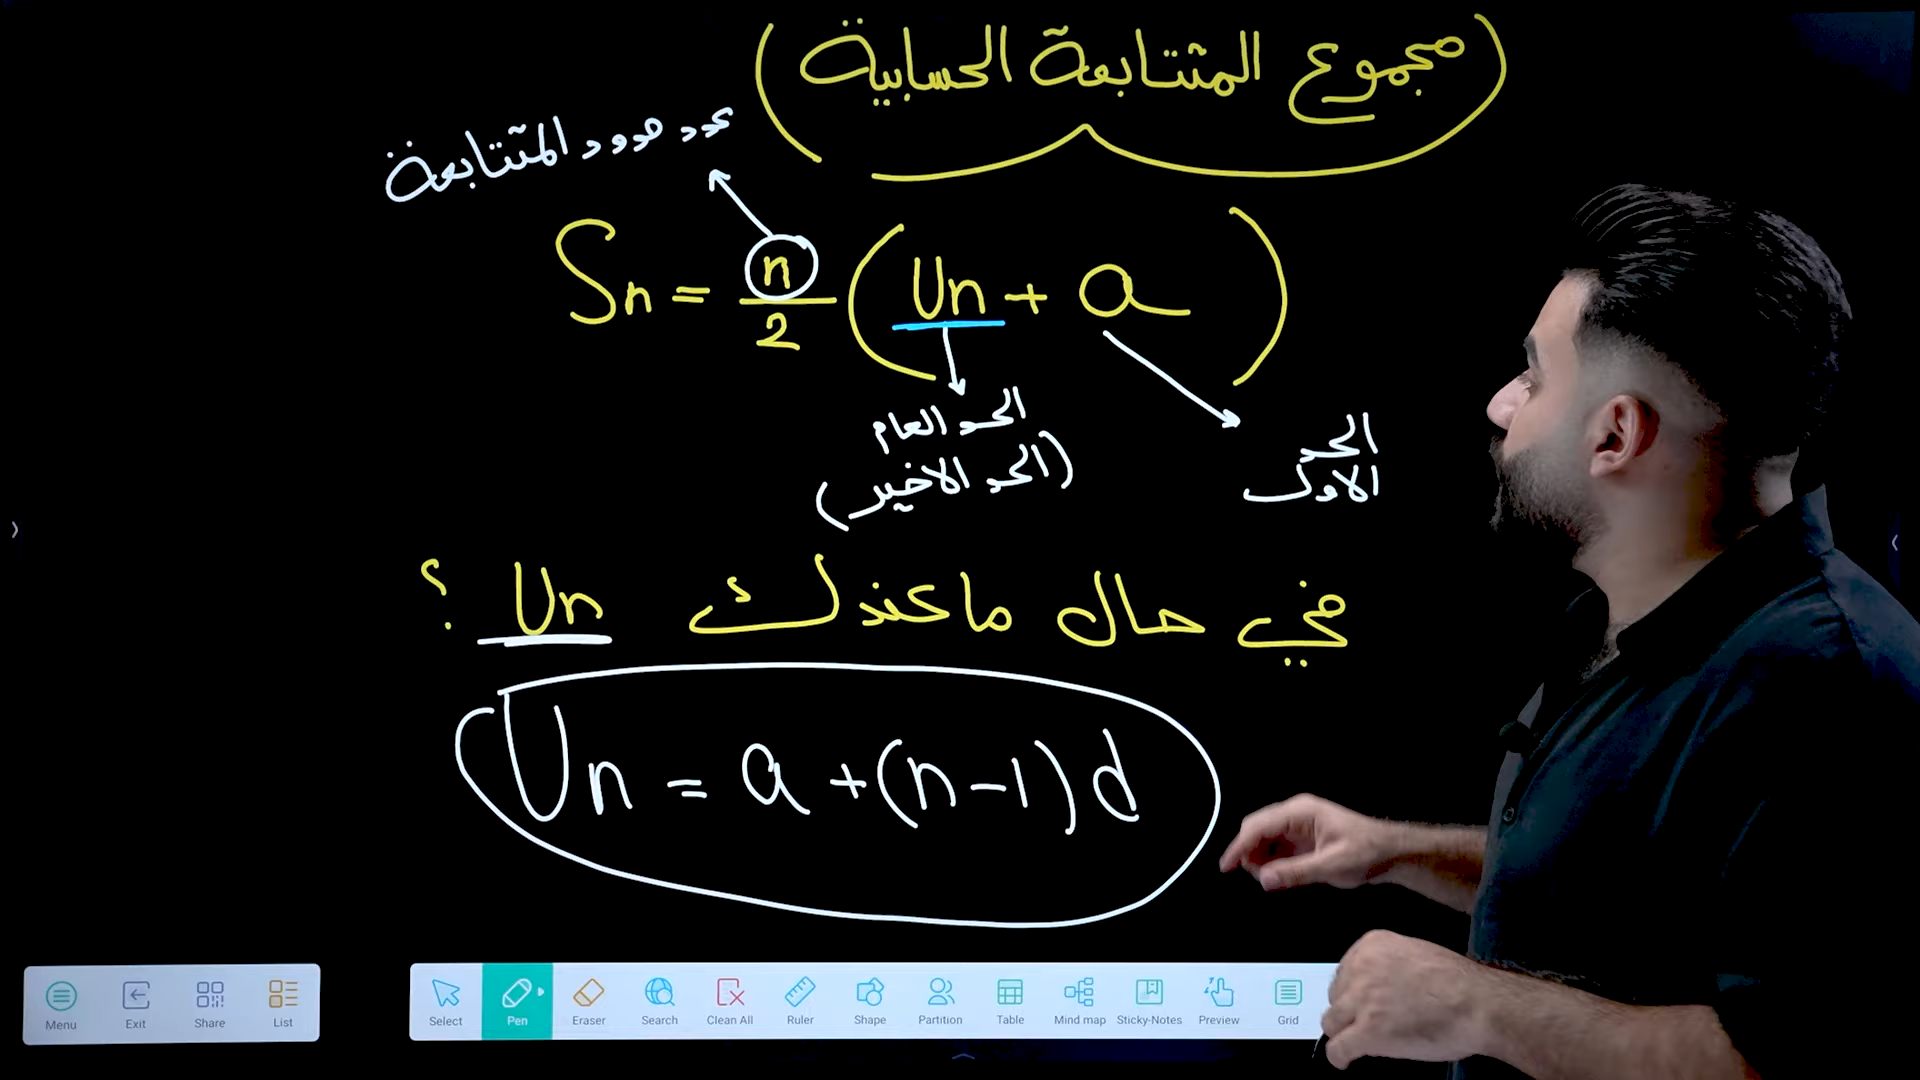 (مجموع المتتابعة الحسابية)
عدد حدود المتتابعة
Sn = n/2 (Un + a)
الحد العام
(الحد الاخير)
الحد
الاول
في حال ماعندك Un ؟
Un = a + (n-1) d
Menu Exit Share List
Select Pen Eraser Search Clean All Ruler Shape Partition Table Mind map Sticky-Notes Preview Grid